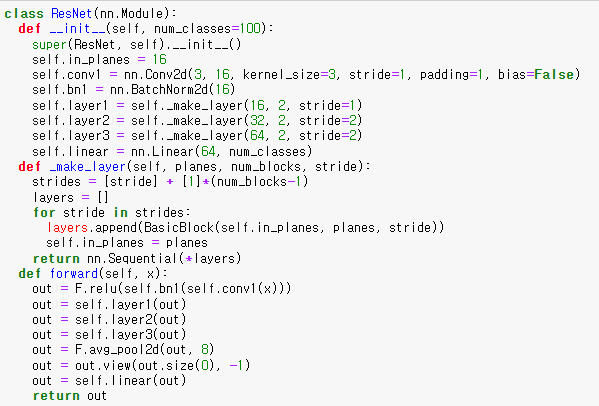 class ResNet(nn.Module):
  def __init__(self, num_classes=100):
    super(ResNet, self).__init__()
    self.in_planes = 16
    self.conv1 = nn.Conv2d(3, 16, kernel_size=3, stride=1, padding=1, bias=False)
    self.bn1 = nn.BatchNorm2d(16)
    self.layer1 = self._make_layer(16, 2, stride=1)
    self.layer2 = self._make_layer(32, 2, stride=2)
    self.layer3 = self._make_layer(64, 2, stride=2)
    self.linear = nn.Linear(64, num_classes)
  def _make_layer(self, planes, num_blocks, stride):
    strides = [stride] + [1]*(num_blocks-1)
    layers = []
    for stride in strides:
      layers.append(BasicBlock(self.in_planes, planes, stride))
      self.in_planes = planes
    return nn.Sequential(*layers)
  def forward(self, x):
    out = F.relu(self.bn1(self.conv1(x)))
    out = self.layer1(out)
    out = self.layer2(out)
    out = self.layer3(out)
    out = F.avg_pool2d(out, 8)
    out = out.view(out.size(0), -1)
    out = self.linear(out)
    return out